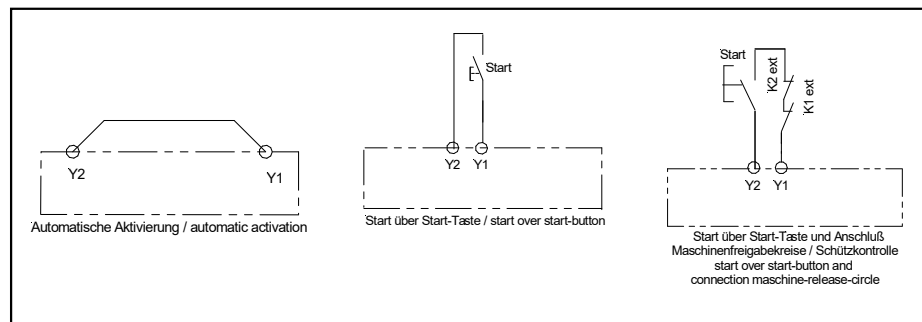 Y2
Y1
Automatische Aktivierung / automatic activation
Start
Y2
Y1
Start über Start-Taste / start over start-button
Start
K2 ext
K1 ext
Y2
Y1
Start über Start-Taste und Anschluß
Maschinenfreigabekreise / Schützkontrolle
start over start-button and
connection maschine-release-circle